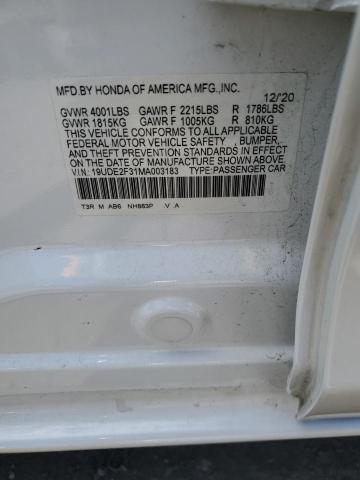 MFD.BY HONDA OF AMERICA MFG.,INC.
12/'20
GVWR 4001LBS GAWR F 2215LBS R 1786LBS
GVWR 1815KG GAWR F 1005KG R 810KG
THIS VEHICLE CONFORMS TO ALL APPLICABLE
FEDERAL MOTOR VEHICLE SAFETY , BUMPER,
AND THEFT PREVENTION STANDARDS IN EFFECT
ON THE DATE OF MANUFACTURE SHOWN ABOVE.
V.I.N: 19UDE2F31MA003183 TYPE:PASSENGER CAR
T3R M AB6 NH883P V A